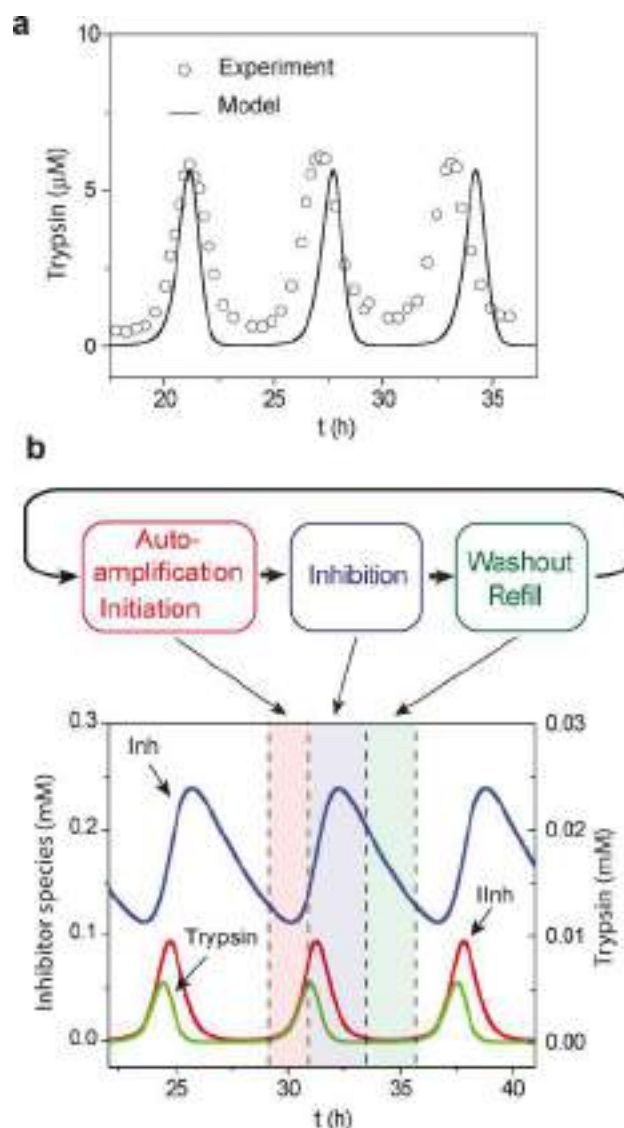 a
10
Experiment
Model
5
0
Trypsin (μM)
20 25 30 35
t (h)
b
Auto-
amplification
Initiation
Inhibition
Washout
Refill
0.3
0.2
0.1
0.0
Inhibitor species (mM)
Inh
Trypsin
IInh
0.03
0.02
0.01
0.00
Trypsin (mM)
25 30 35 40
t (h)